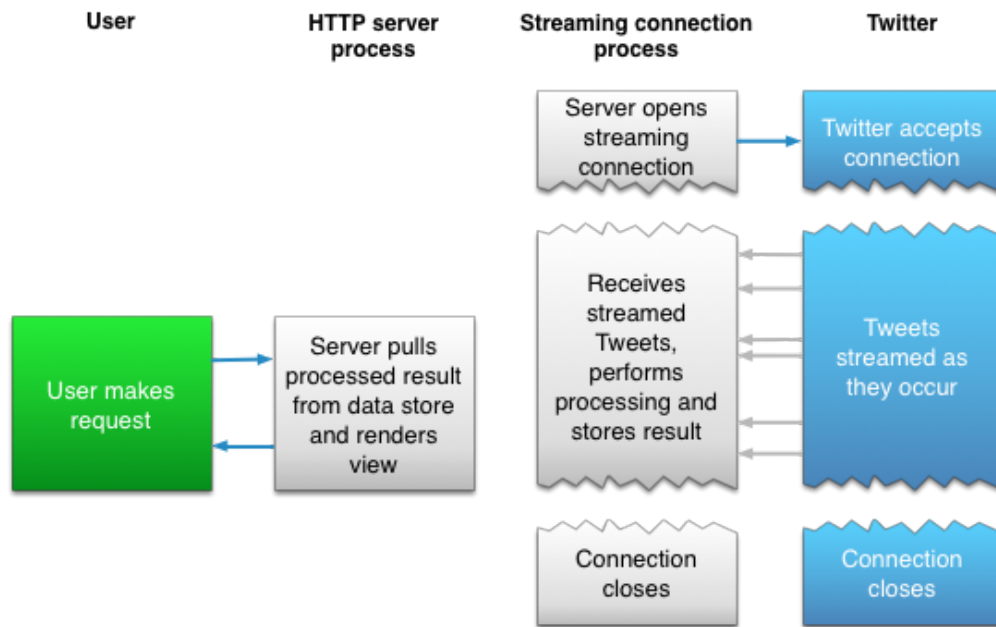 User
HTTP server
process
Streaming connection
process
Twitter
Server opens
streaming
connection
Twitter accepts
connection
User makes
request
Server pulls
processed result
from data store
and renders
view
Receives
streamed
Tweets,
performs
processing and
stores result
Tweets
streamed as
they occur
Connection
closes
Connection
closes